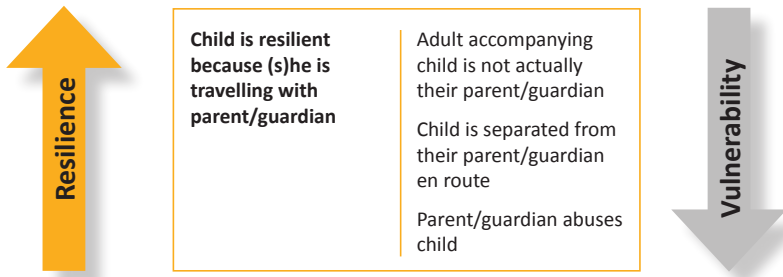 Resilience
Child is resilient
because (s)he is
travelling with
parent/guardian
Adult accompanying
child is not actually
their parent/guardian
Child is separated from
their parent/guardian
en route
Parent/guardian abuses
child
Vulnerability